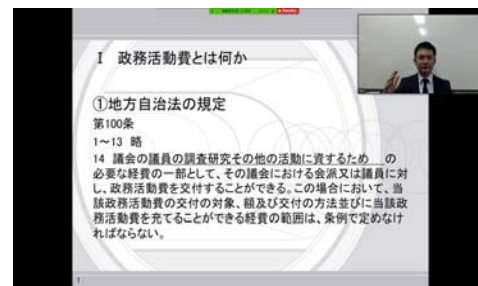 I 政務活動費とは何か
①地方自治法の規定
第100条
1～13 略
14 議会の議員の調査研究その他の活動に資するため の
必要な経費の一部として、その議会における会派又は議員に対
し、政務活動費を交付することができる。この場合において、当
該政務活動費の交付の対象、額及び交付の方法並びに当該政
務活動費を充てることができる経費の範囲は、条例で定めなけ
ればならない。
1